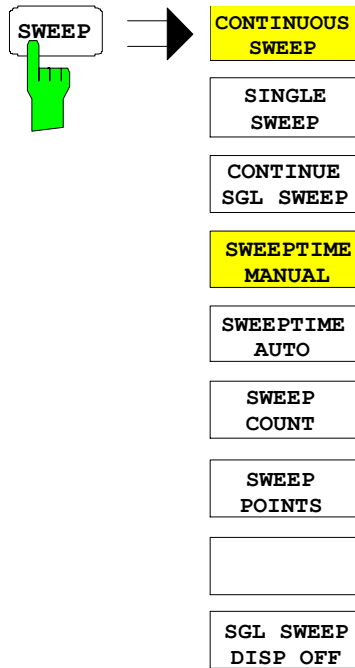 SWEEP
CONTINUOUS
SWEEP
SINGLE
SWEEP
CONTINUE
SGL SWEEP
SWEEPTIME
MANUAL
SWEEPTIME
AUTO
SWEEP
COUNT
SWEEP
POINTS
SGL SWEEP
DISP OFF